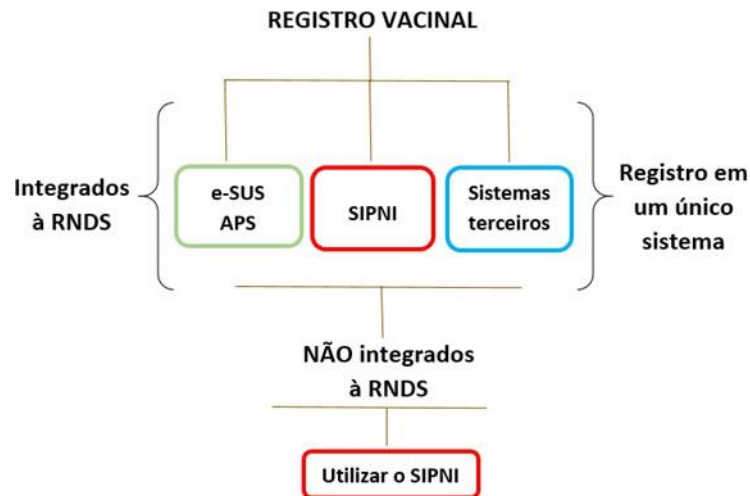 REGISTRO VACINAL
Integrados
à RNDS
e-SUS
APS
SIPNI
Sistemas
terceiros
Registro em
um único
sistema
NÃO integrados
à RNDS
Utilizar o SIPNI